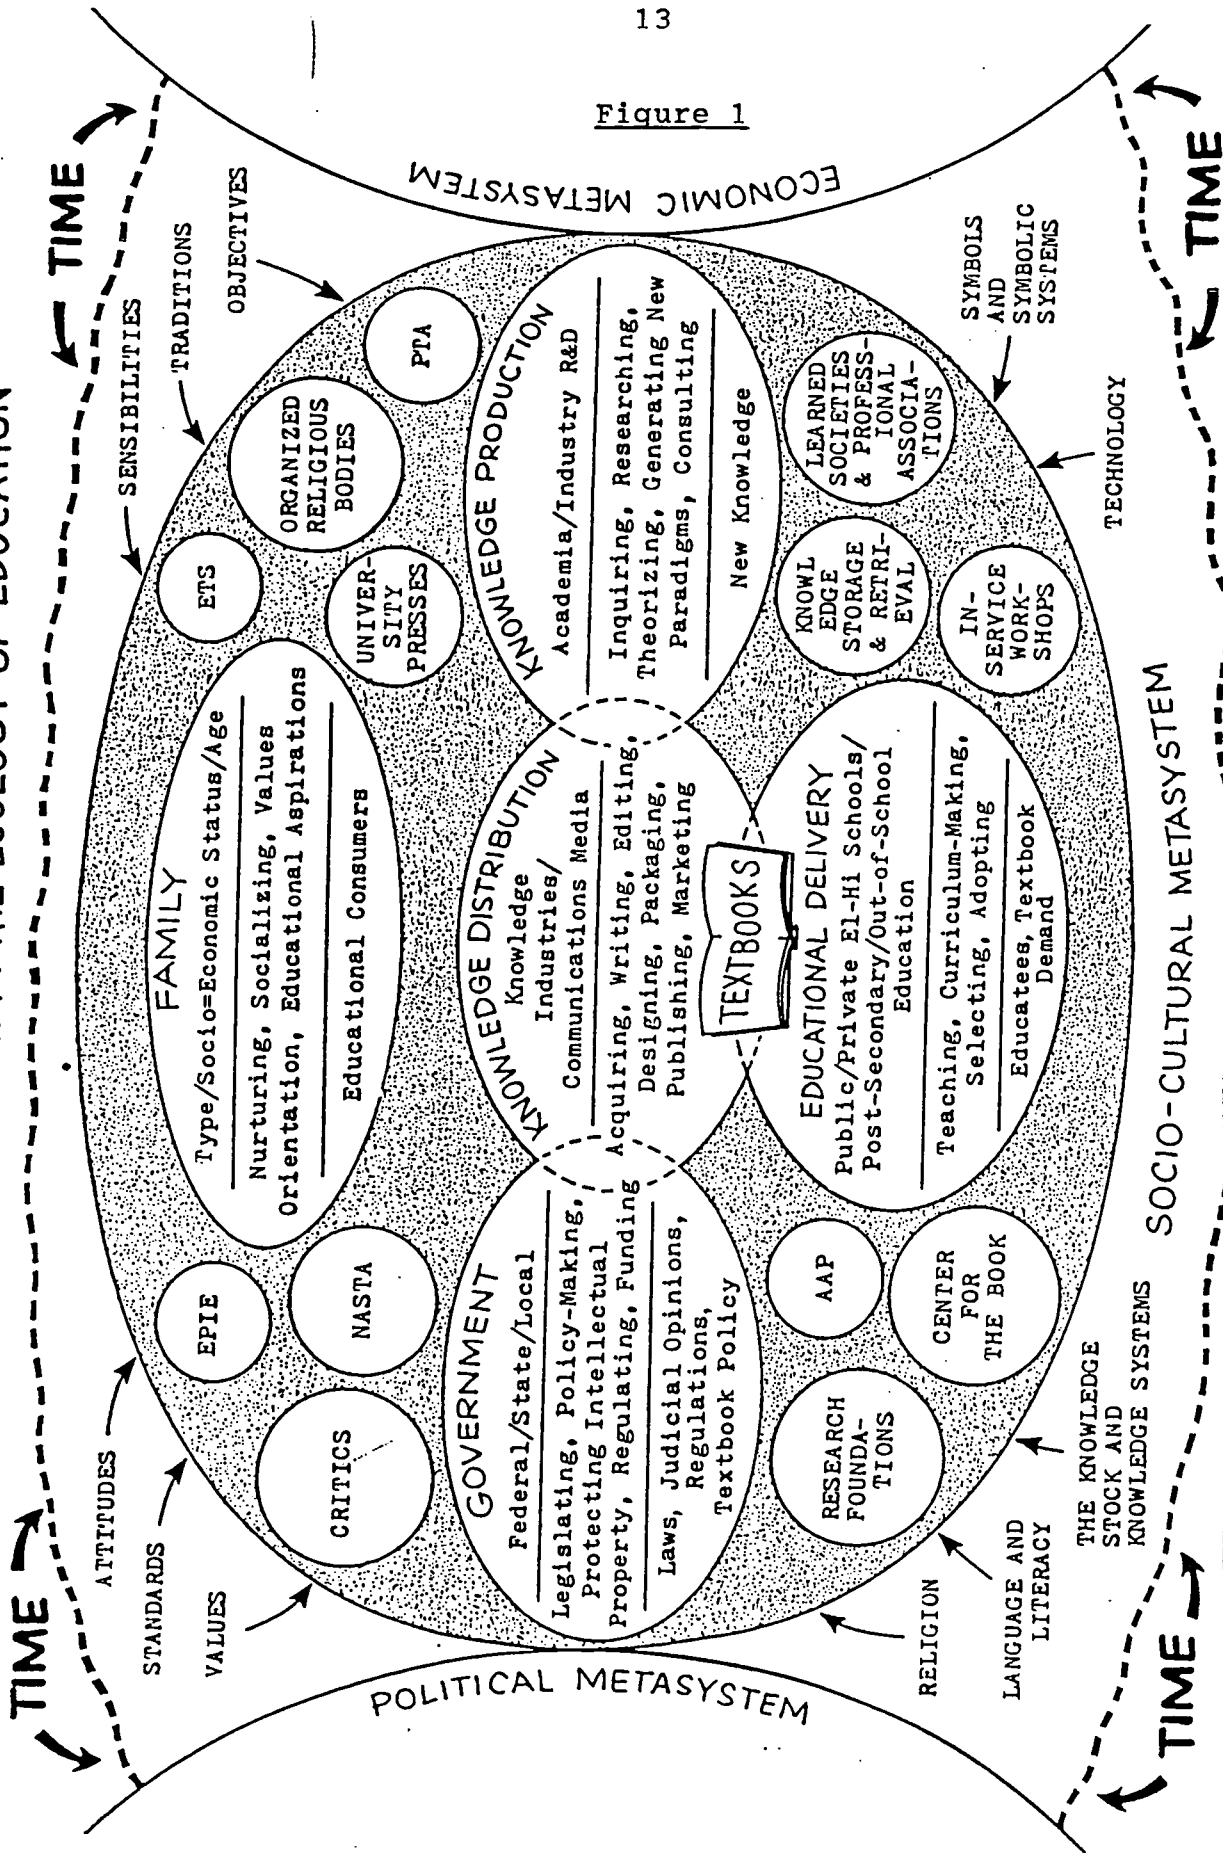 13
Figure 1
ECOLOGY OF EDUCATION
TIME
TIME
ATTITUDES
STANDARDS
VALUES
SENSIBILITIES
TRADITIONS
OBJECTIVES
POLITICAL METASYSTEM
ECONOMIC METASYSTEM
EPIE
NASTA
CRITICS
FAMILY
Type/Socio=Economic Status/Age
Nurturing, Socializing, Values
Orientation, Educational Aspirations
Educational Consumers
ETS
UNIVER-
SITY
PRESSES
ORGANIZED
RELIGIOUS
BODIES
PTA
GOVERNMENT
Federal/State/Local
Legislating, Policy-Making,
Protecting Intellectual
Property, Regulating, Funding
Laws, Judicial Opinions,
Regulations,
Textbook Policy
KNOWLEDGE DISTRIBUTION
Knowledge
Industries/
Communications Media
Acquiring, Writing, Editing,
Designing, Packaging,
Publishing, Marketing
KNOWLEDGE PRODUCTION
Academia/Industry R&D
Inquiring, Researching,
Theorizing, Generating New
Paradigms, Consulting
New Knowledge
TEXTBOOKS
EDUCATIONAL DELIVERY
Public/Private El-Hi Schools/
Post-Secondary/Out-of-School
Education
Teaching, Curriculum-Making,
Selecting, Adopting
Educatees, Textbook
Demand
RESEARCH
FOUNDA-
TIONS
AAP
CENTER
FOR
THE BOOK
KNOWL
EDGE
STORAGE
& RETRI-
EVAL
IN-
SERVICE
WORK-
SHOPS
LEARNED
SOCIETIES
& PROFESS-
IONAL
ASSOCIA-
TIONS
RELIGION
LANGUAGE AND
LITERACY
THE KNOWLEDGE
STOCK AND
KNOWLEDGE SYSTEMS
SOCIO-CULTURAL METASYSTEM
TECHNOLOGY
SYMBOLS
AND
SYMBOLIC
SYSTEMS
TIME
TIME